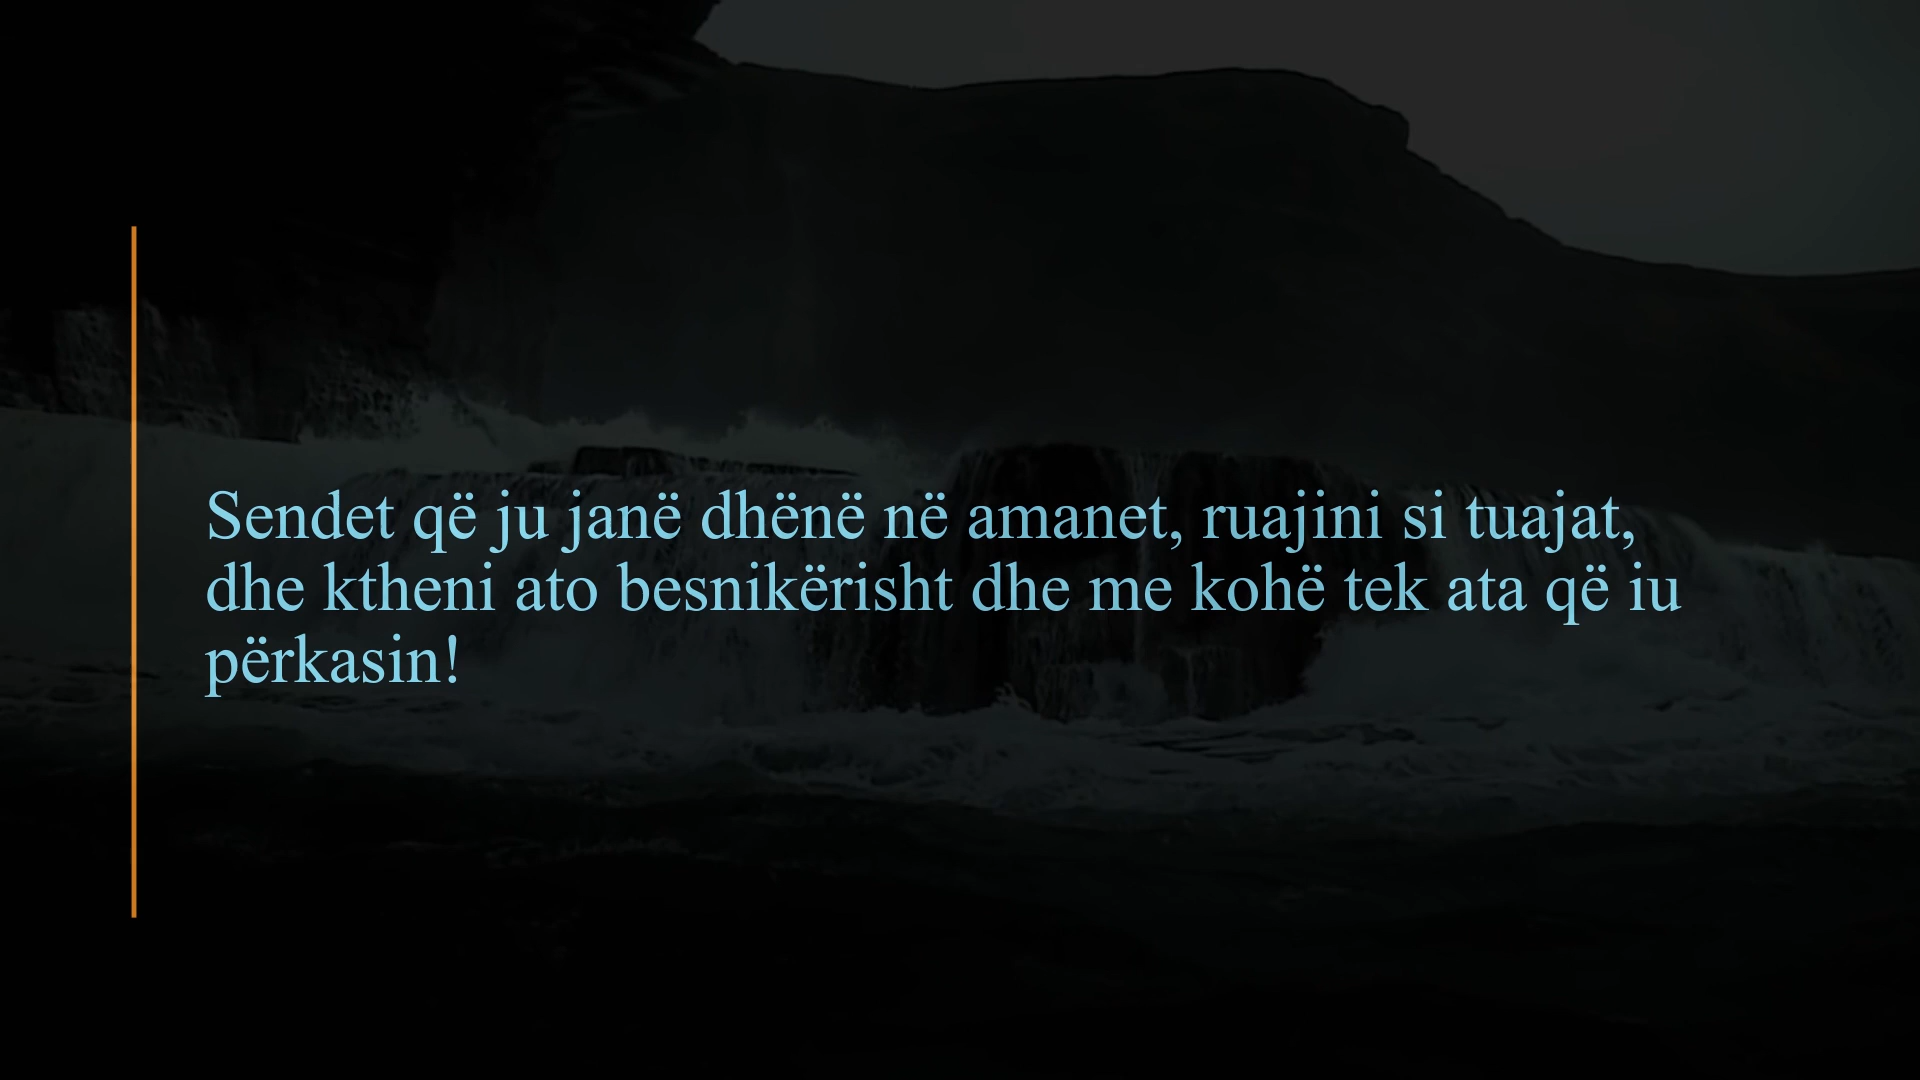 Sendet që ju janë dhënë në amanet, ruajini si tuajat,
dhe ktheni ato besnikërisht dhe me kohë tek ata që iu
përkasin!